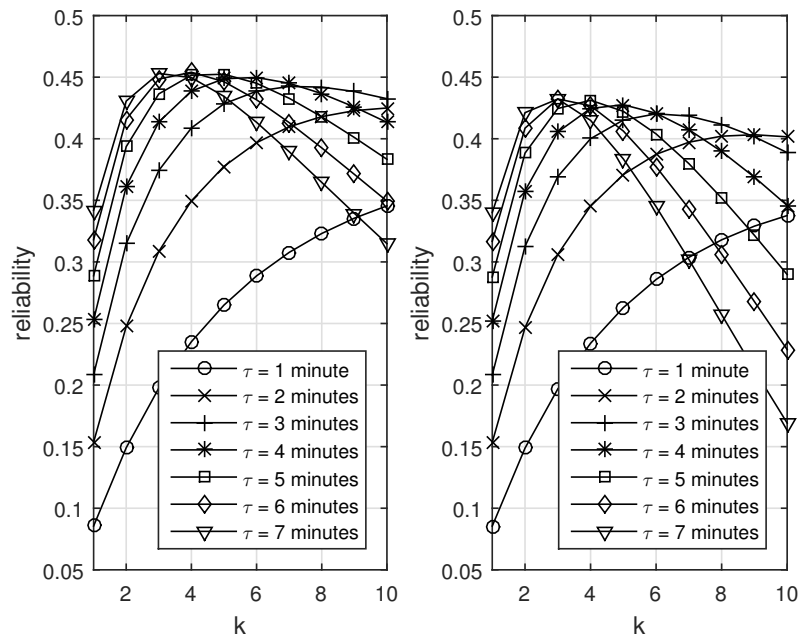 0.5
0.45
0.4
0.35
0.3
0.25
0.2
0.15
0.1
0.05
reliability
2
4
6
8
10
k
τ = 1 minute
τ = 2 minutes
τ = 3 minutes
τ = 4 minutes
τ = 5 minutes
τ = 6 minutes
τ = 7 minutes
0.5
0.45
0.4
0.35
0.3
0.25
0.2
0.15
0.1
0.05
reliability
2
4
6
8
10
k
τ = 1 minute
τ = 2 minutes
τ = 3 minutes
τ = 4 minutes
τ = 5 minutes
τ = 6 minutes
τ = 7 minutes